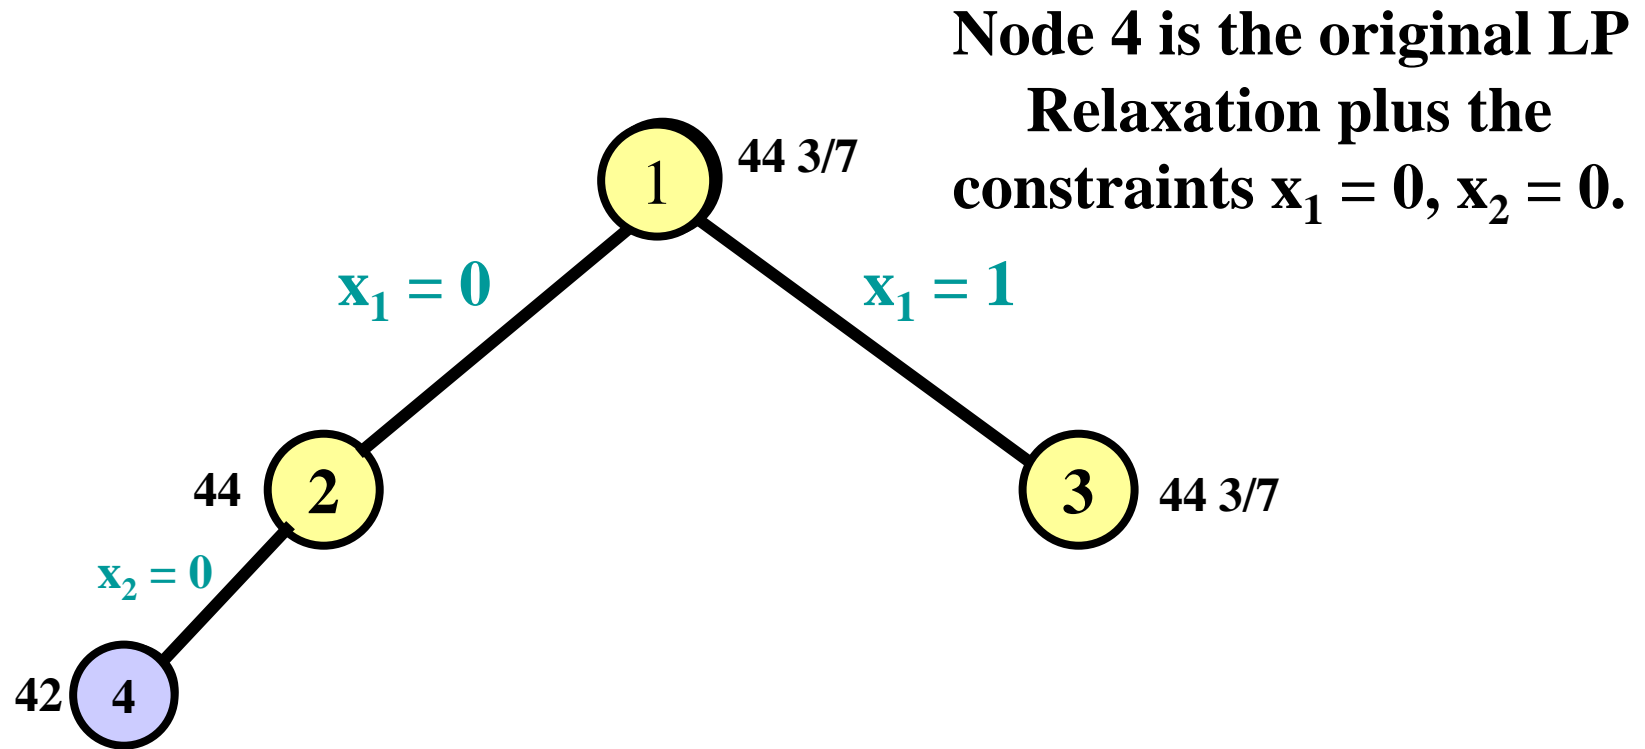 Node 4 is the original LP
Relaxation plus the
constraints x₁ = 0, x₂ = 0.
1
44 3/7
x₁ = 0
x₁ = 1
44
2
3
44 3/7
x₂ = 0
42
4